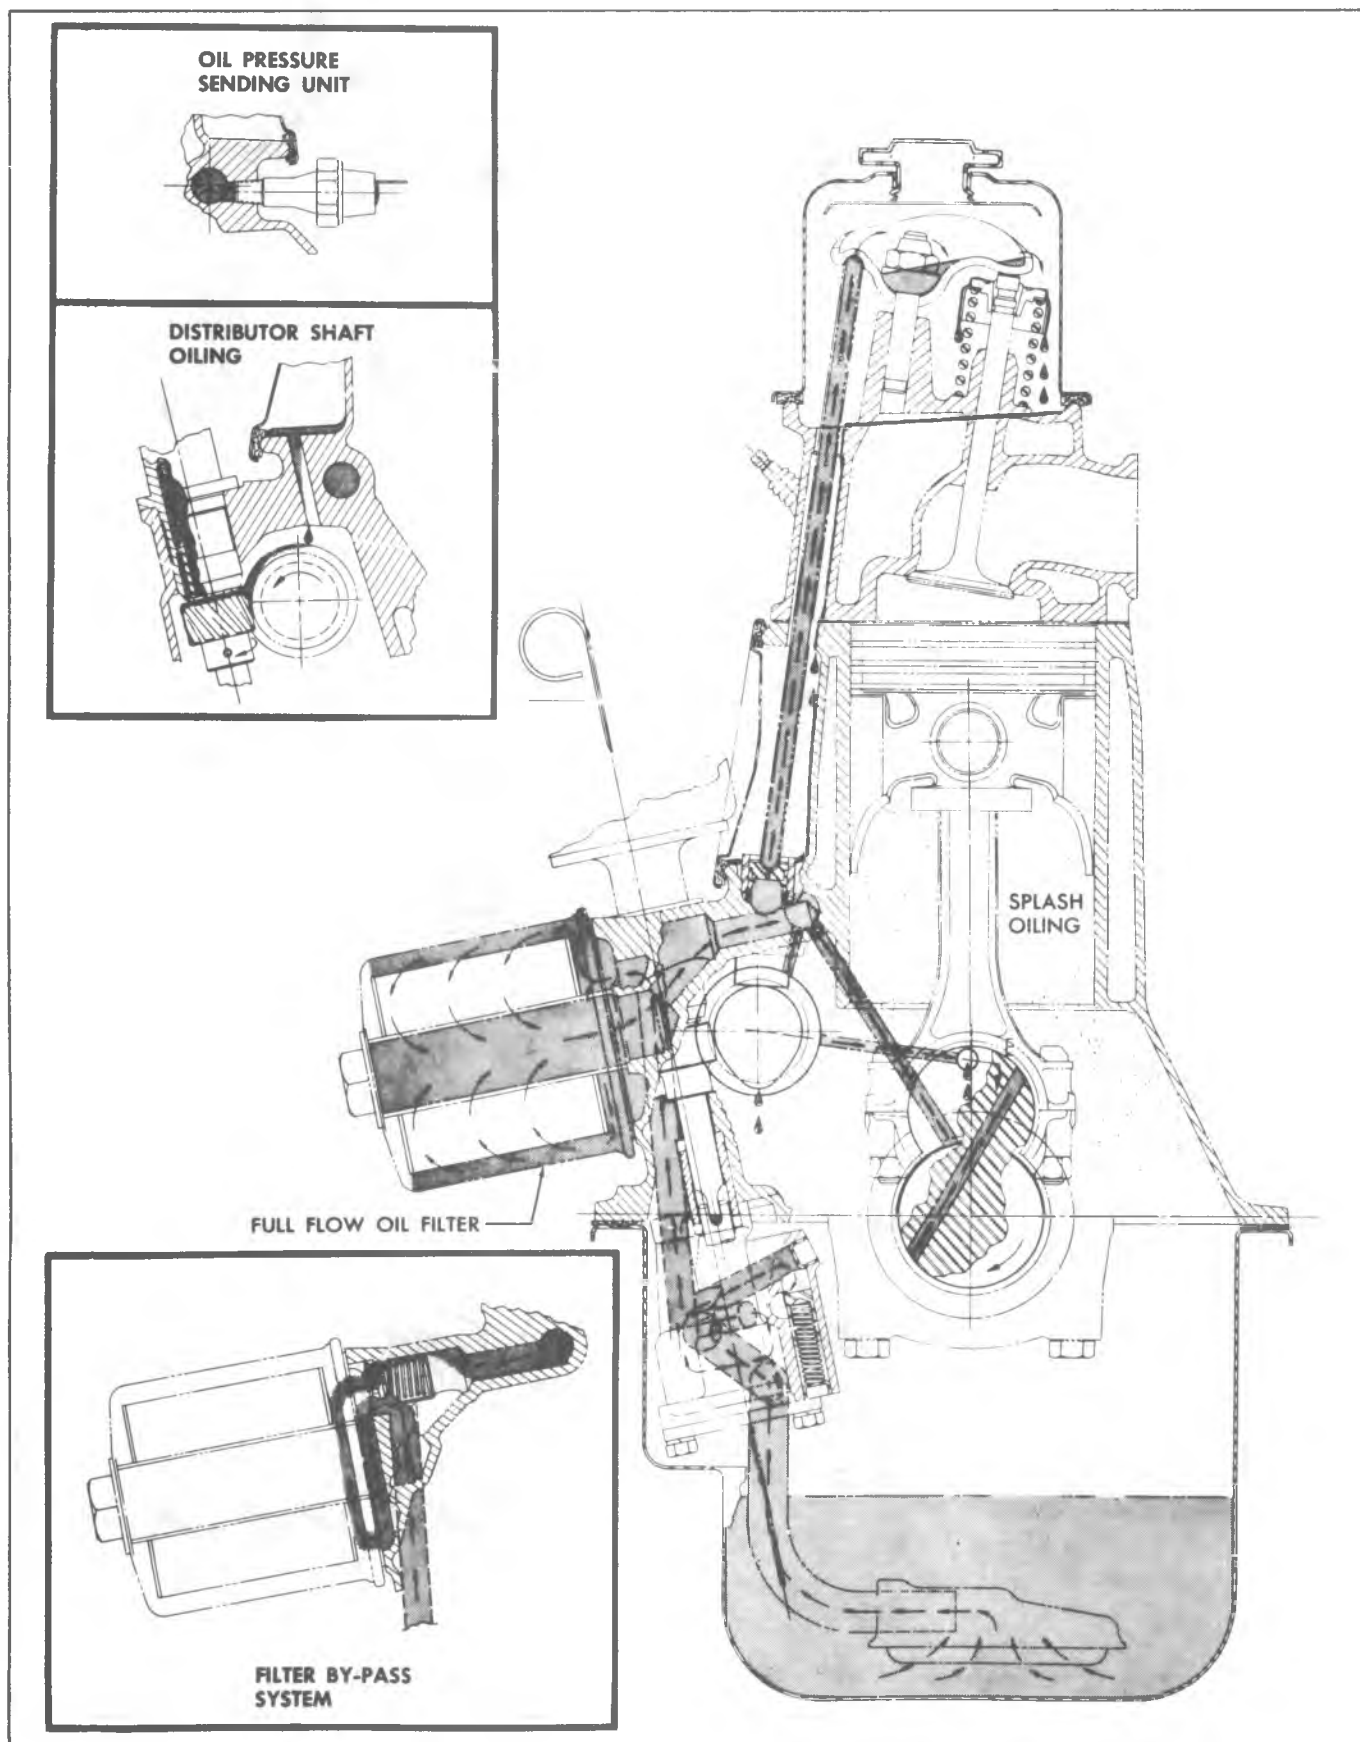 OIL PRESSURE
SENDING UNIT
DISTRIBUTOR SHAFT
OILING
SPLASH
OILING
FULL FLOW OIL FILTER
FILTER BY-PASS
SYSTEM